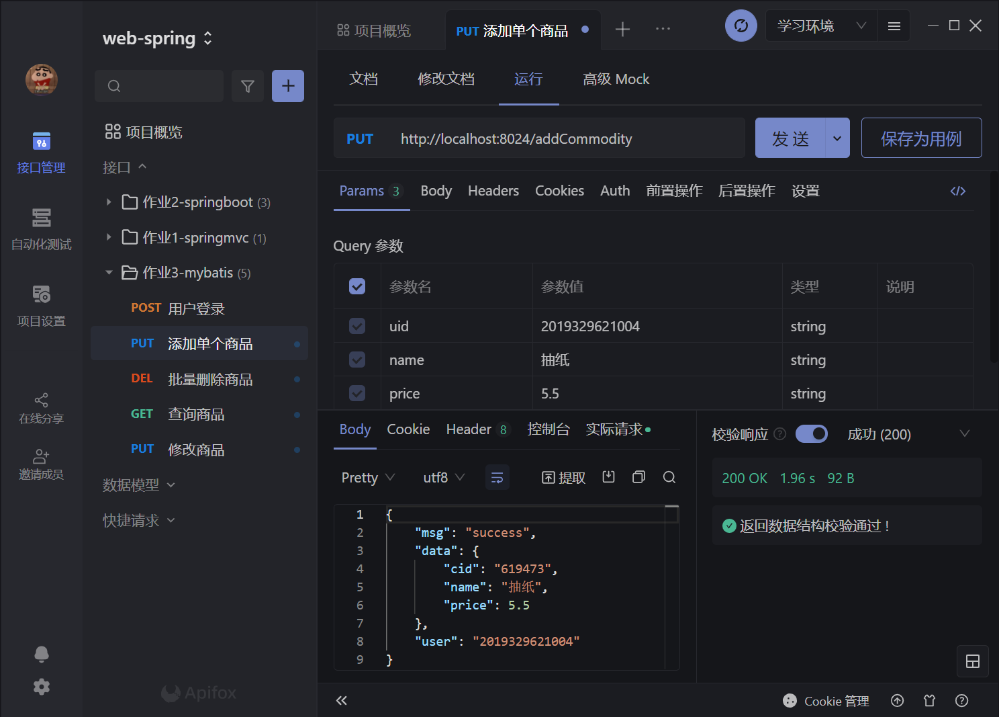 web-spring
项目概览
PUT 添加单个商品
学习环境
接口管理
自动化测试
项目设置
在线分享
邀请成员
项目概览
接口
作业2-springboot (3)
作业1-springmvc (1)
作业3-mybatis (5)
POST 用户登录
PUT 添加单个商品
DEL 批量删除商品
GET 查询商品
PUT 修改商品
数据模型
快捷请求
Apifox
文档 修改文档 运行 高级 Mock
PUT http://localhost:8024/addCommodity 发 送 保存为用例
Params 3 Body Headers Cookies Auth 前置操作 后置操作 设置 </>
Query 参数
参数名 参数值 类型 说明
uid 2019329621004 string
name 抽纸 string
price 5.5 string
Body Cookie Header 8 控制台 实际请求
Pretty utf8 提取
1 {
2 "msg": "success",
3 "data": {
4 "cid": "619473",
5 "name": "抽纸",
6 "price": 5.5
7 },
8 "user": "2019329621004"
9 }
校验响应 ? 成功 (200)
200 OK 1.96 s 92 B
返回数据结构校验通过！
Cookie 管理